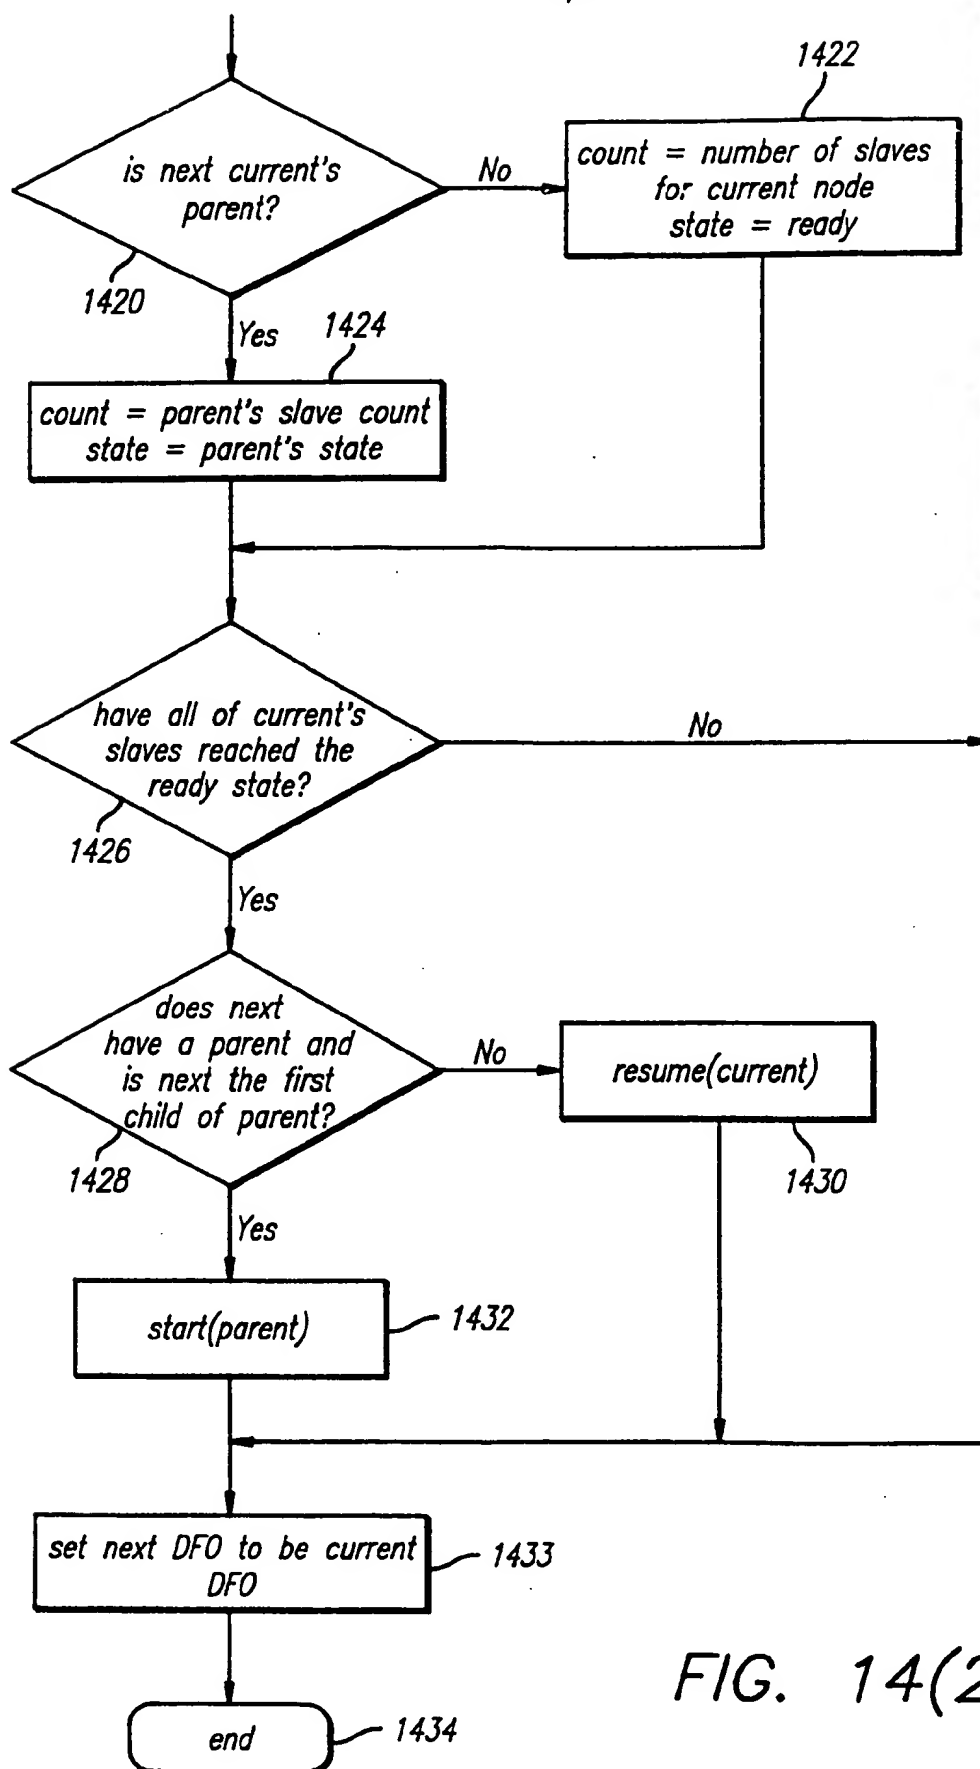 1422
is next current's
parent?
No
count = number of slaves
for current node
state = ready
1420
Yes
1424
count = parent's slave count
state = parent's state
have all of current's
slaves reached the
ready state?
No
1426
Yes
does next
have a parent and
is next the first
child of parent?
No
resume(current)
1428
1430
Yes
start(parent)
1432
set next DFO to be current
DFO
1433
FIG. 14(2
end
1434